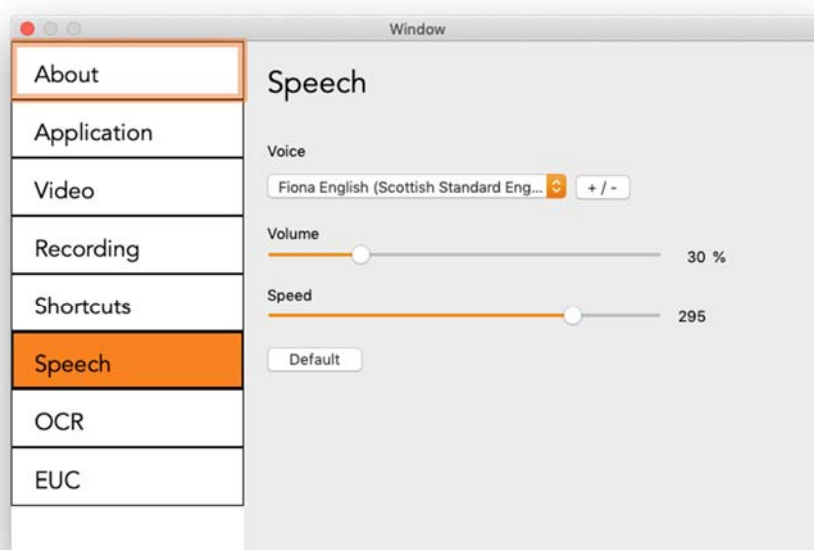 Window
About
Application
Video
Recording
Shortcuts
Speech
OCR
EUC
Speech
Voice
Fiona English (Scottish Standard Eng...
+ / -
Volume
30 %
Speed
295
Default